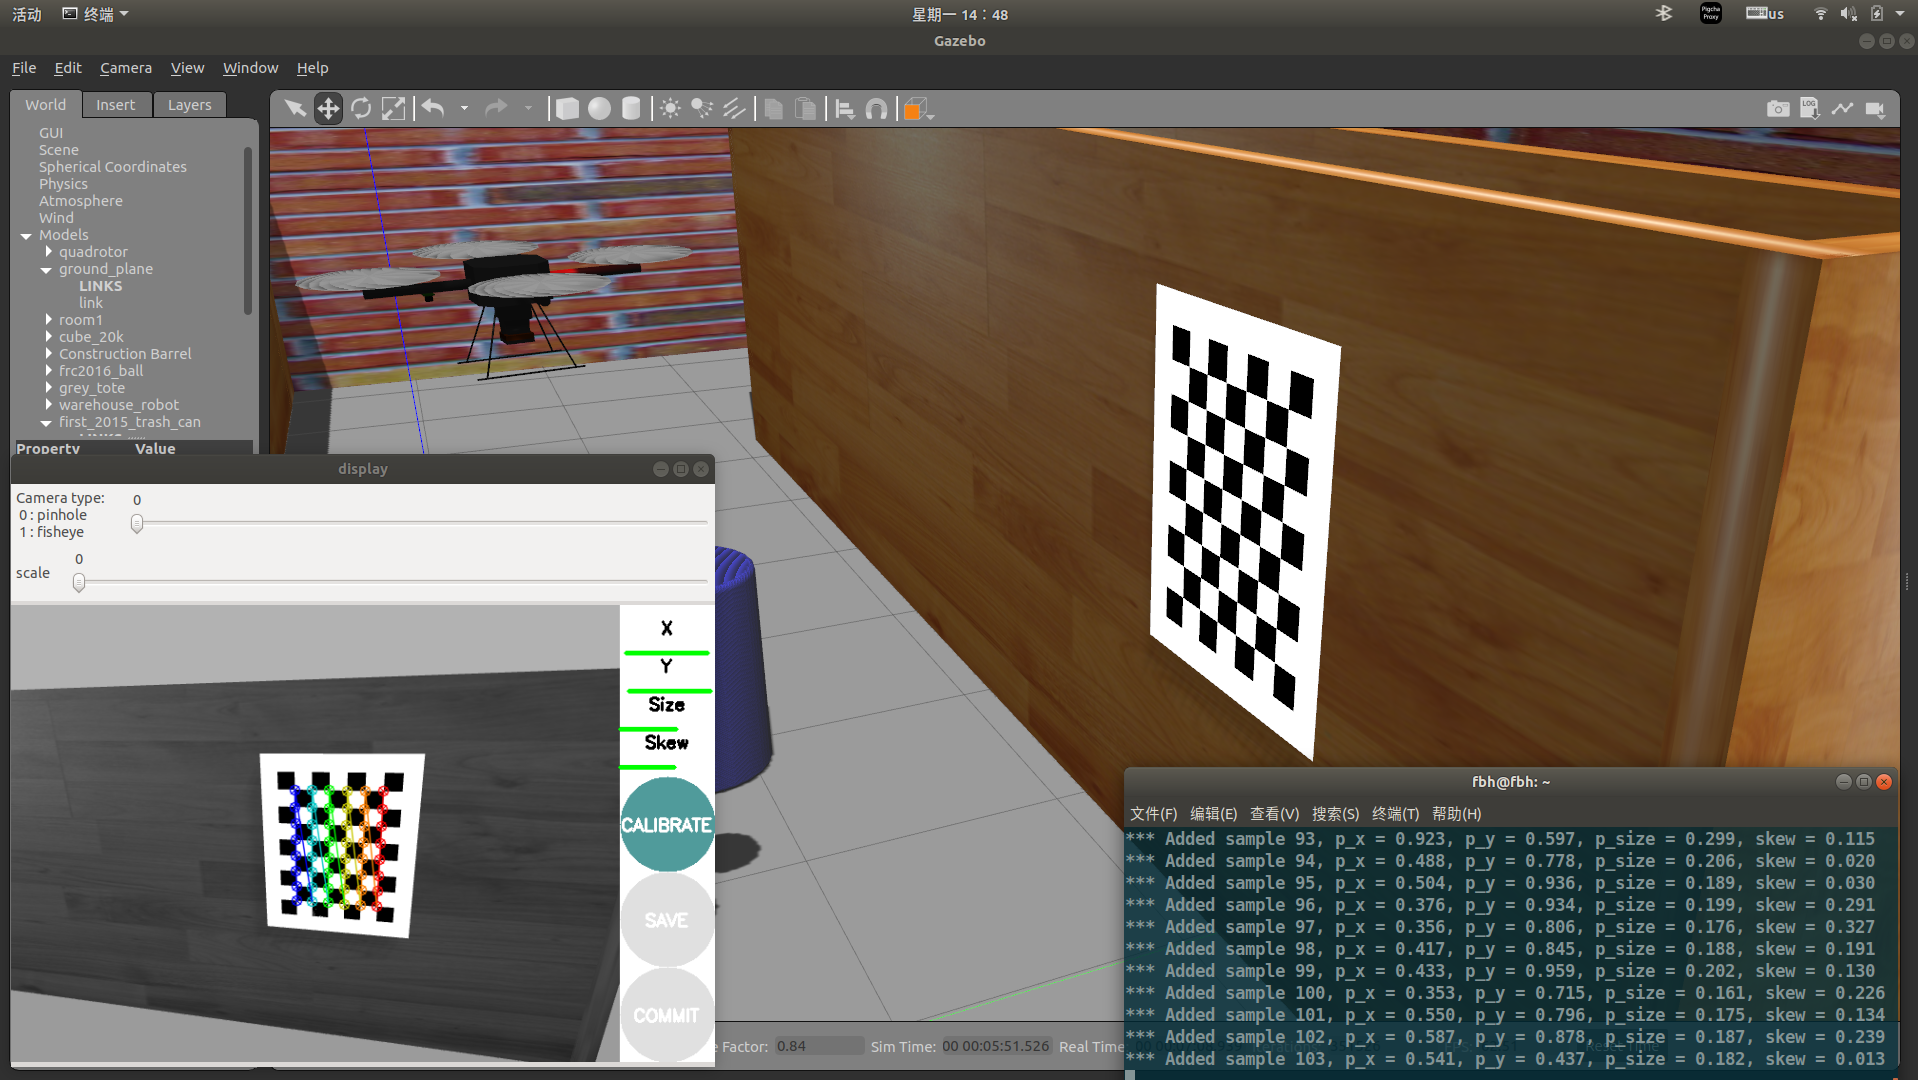 活动 终端 星期一 14：48 Pigcha Proxy us
Gazebo
File Edit Camera View Window Help
World Insert Layers
LOG
GUI
Scene
Spherical Coordinates
Physics
Atmosphere
Wind
Models
quadrotor
ground_plane
LINKS
link
room1
cube_20k
Construction Barrel
frc2016_ball
grey_tote
warehouse_robot
first_2015_trash_can
LINKS
Property Value
display
Camera type:
0 : pinhole
1 : fisheye
0
scale
0
X
Y
Size
Skew
CALIBRATE
SAVE
COMMIT
e Factor: 0.84 Sim Time: 00 00:05:51.526 Real Time
fbh@fbh: ~
文件(F) 编辑(E) 查看(V) 搜索(S) 终端(T) 帮助(H)
*** Added sample 93, p_x = 0.923, p_y = 0.597, p_size = 0.299, skew = 0.115
*** Added sample 94, p_x = 0.488, p_y = 0.778, p_size = 0.206, skew = 0.020
*** Added sample 95, p_x = 0.504, p_y = 0.936, p_size = 0.189, skew = 0.030
*** Added sample 96, p_x = 0.376, p_y = 0.934, p_size = 0.199, skew = 0.291
*** Added sample 97, p_x = 0.356, p_y = 0.806, p_size = 0.176, skew = 0.327
*** Added sample 98, p_x = 0.417, p_y = 0.845, p_size = 0.188, skew = 0.191
*** Added sample 99, p_x = 0.433, p_y = 0.959, p_size = 0.202, skew = 0.130
*** Added sample 100, p_x = 0.353, p_y = 0.715, p_size = 0.161, skew = 0.226
*** Added sample 101, p_x = 0.550, p_y = 0.796, p_size = 0.175, skew = 0.134
*** Added sample 102, p_x = 0.587, p_y = 0.878, p_size = 0.187, skew = 0.239
*** Added sample 103, p_x = 0.541, p_y = 0.437, p_size = 0.182, skew = 0.013